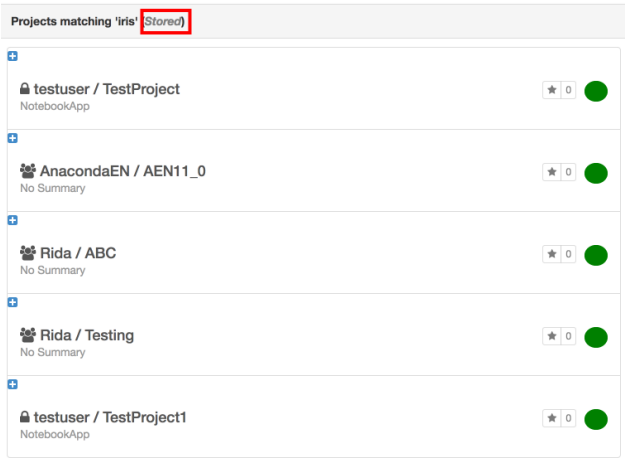 Projects matching 'iris' (Stored)
testuser / TestProject
NotebookApp
0
AnacondaEN / AEN11_0
No Summary
0
Rida / ABC
No Summary
0
Rida / Testing
No Summary
0
testuser / TestProject1
NotebookApp
0